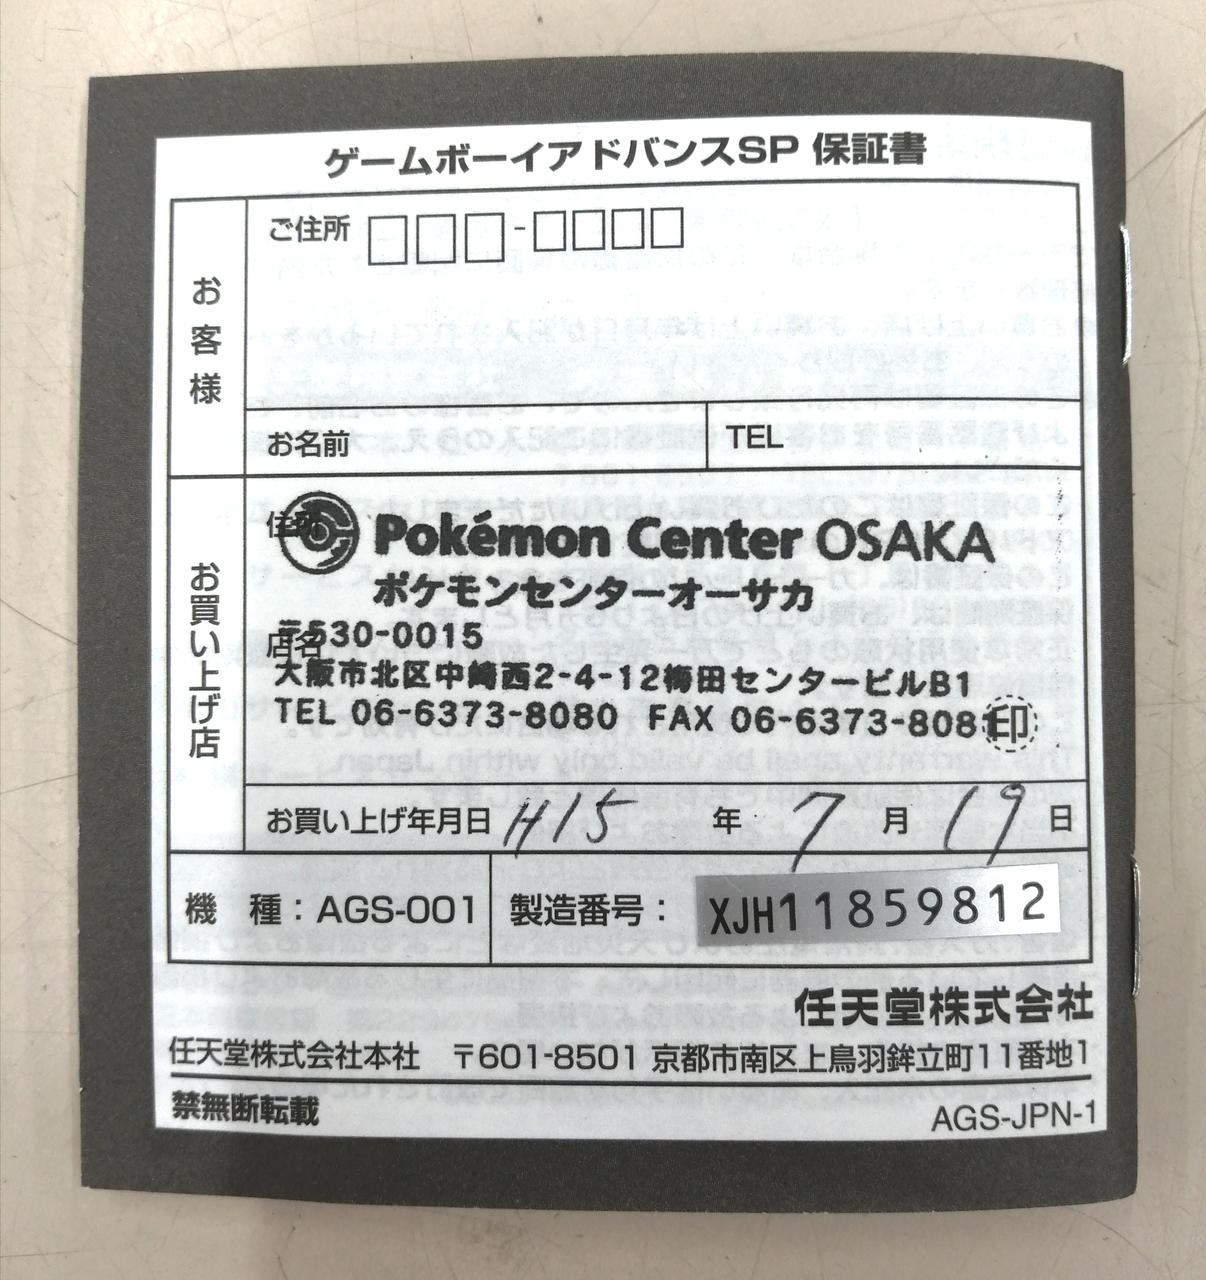 ゲームボーイアドバンスSP 保証書
お客様
ご住所 □□□-□□□□
お名前
TEL
お買い上げ店
住所
Pokémon Center OSAKA
ポケモンセンターオーサカ
店名
〒530-0015
大阪市北区中崎西2-4-12梅田センタービルB1
TEL 06-6373-8080 FAX 06-6373-8081
印
お買い上げ年月日 H15 年 7 月 19 日
機 種：AGS-001
製造番号： XJH11859812
任天堂株式会社
任天堂株式会社本社 〒601-8501 京都市南区上鳥羽鉾立町11番地1
禁無断転載
AGS-JPN-1